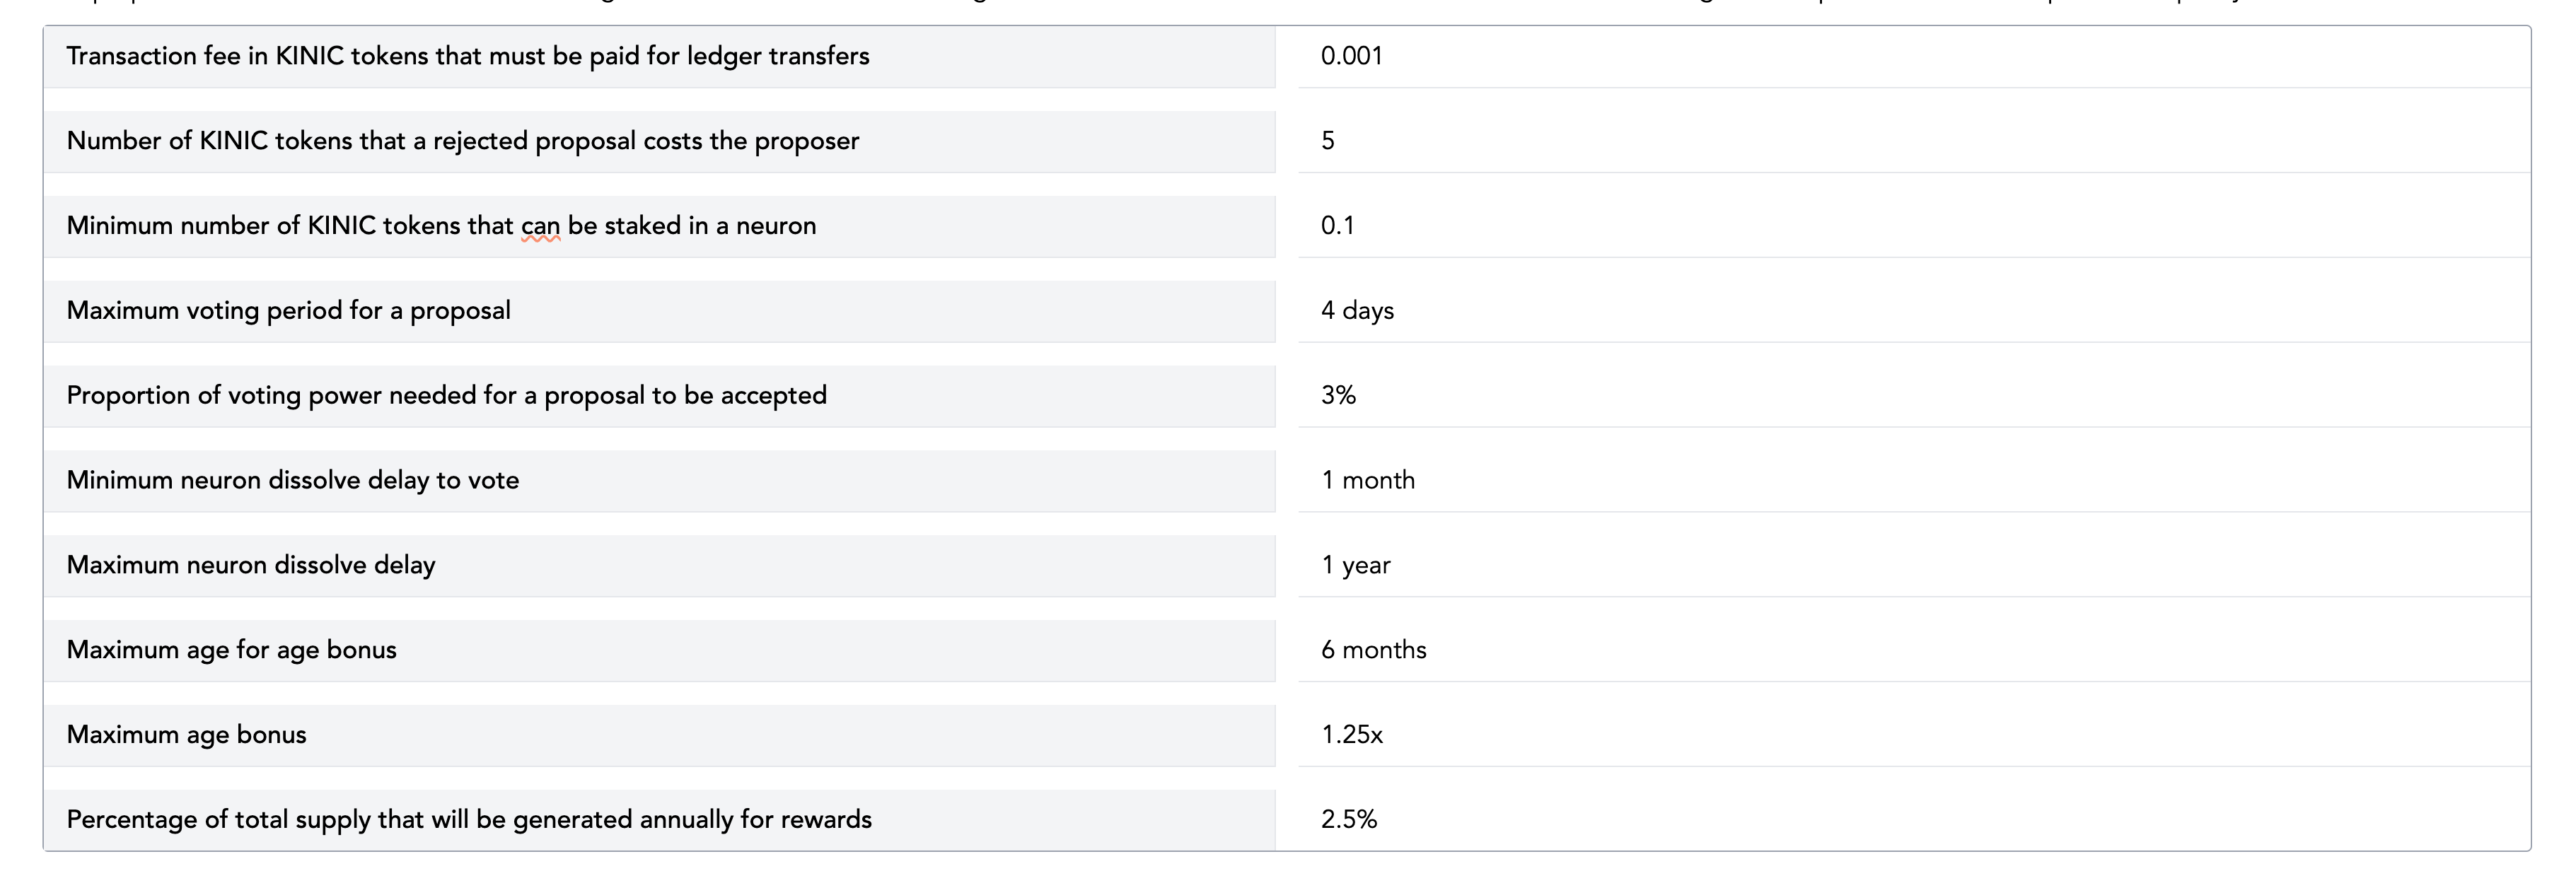 Transaction fee in KINIC tokens that must be paid for ledger transfers 0.001
Number of KINIC tokens that a rejected proposal costs the proposer 5
Minimum number of KINIC tokens that can be staked in a neuron 0.1
Maximum voting period for a proposal 4 days
Proportion of voting power needed for a proposal to be accepted 3%
Minimum neuron dissolve delay to vote 1 month
Maximum neuron dissolve delay 1 year
Maximum age for age bonus 6 months
Maximum age bonus 1.25x
Percentage of total supply that will be generated annually for rewards 2.5%